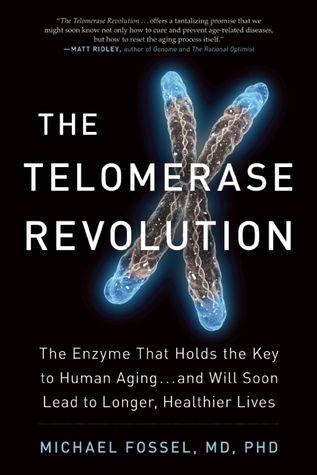 "The Telomerase Revolution ... offers a tantalizing promise that we
might soon know not only how to cure and prevent age-related diseases,
but how to reset the aging process itself."
—MATT RIDLEY, author of Genome and The Rational Optimist
THE
TELOMERASE
REVOLUTION
The Enzyme That Holds the Key
to Human Aging...and Will Soon
Lead to Longer, Healthier Lives
MICHAEL FOSSEL, MD, PHD